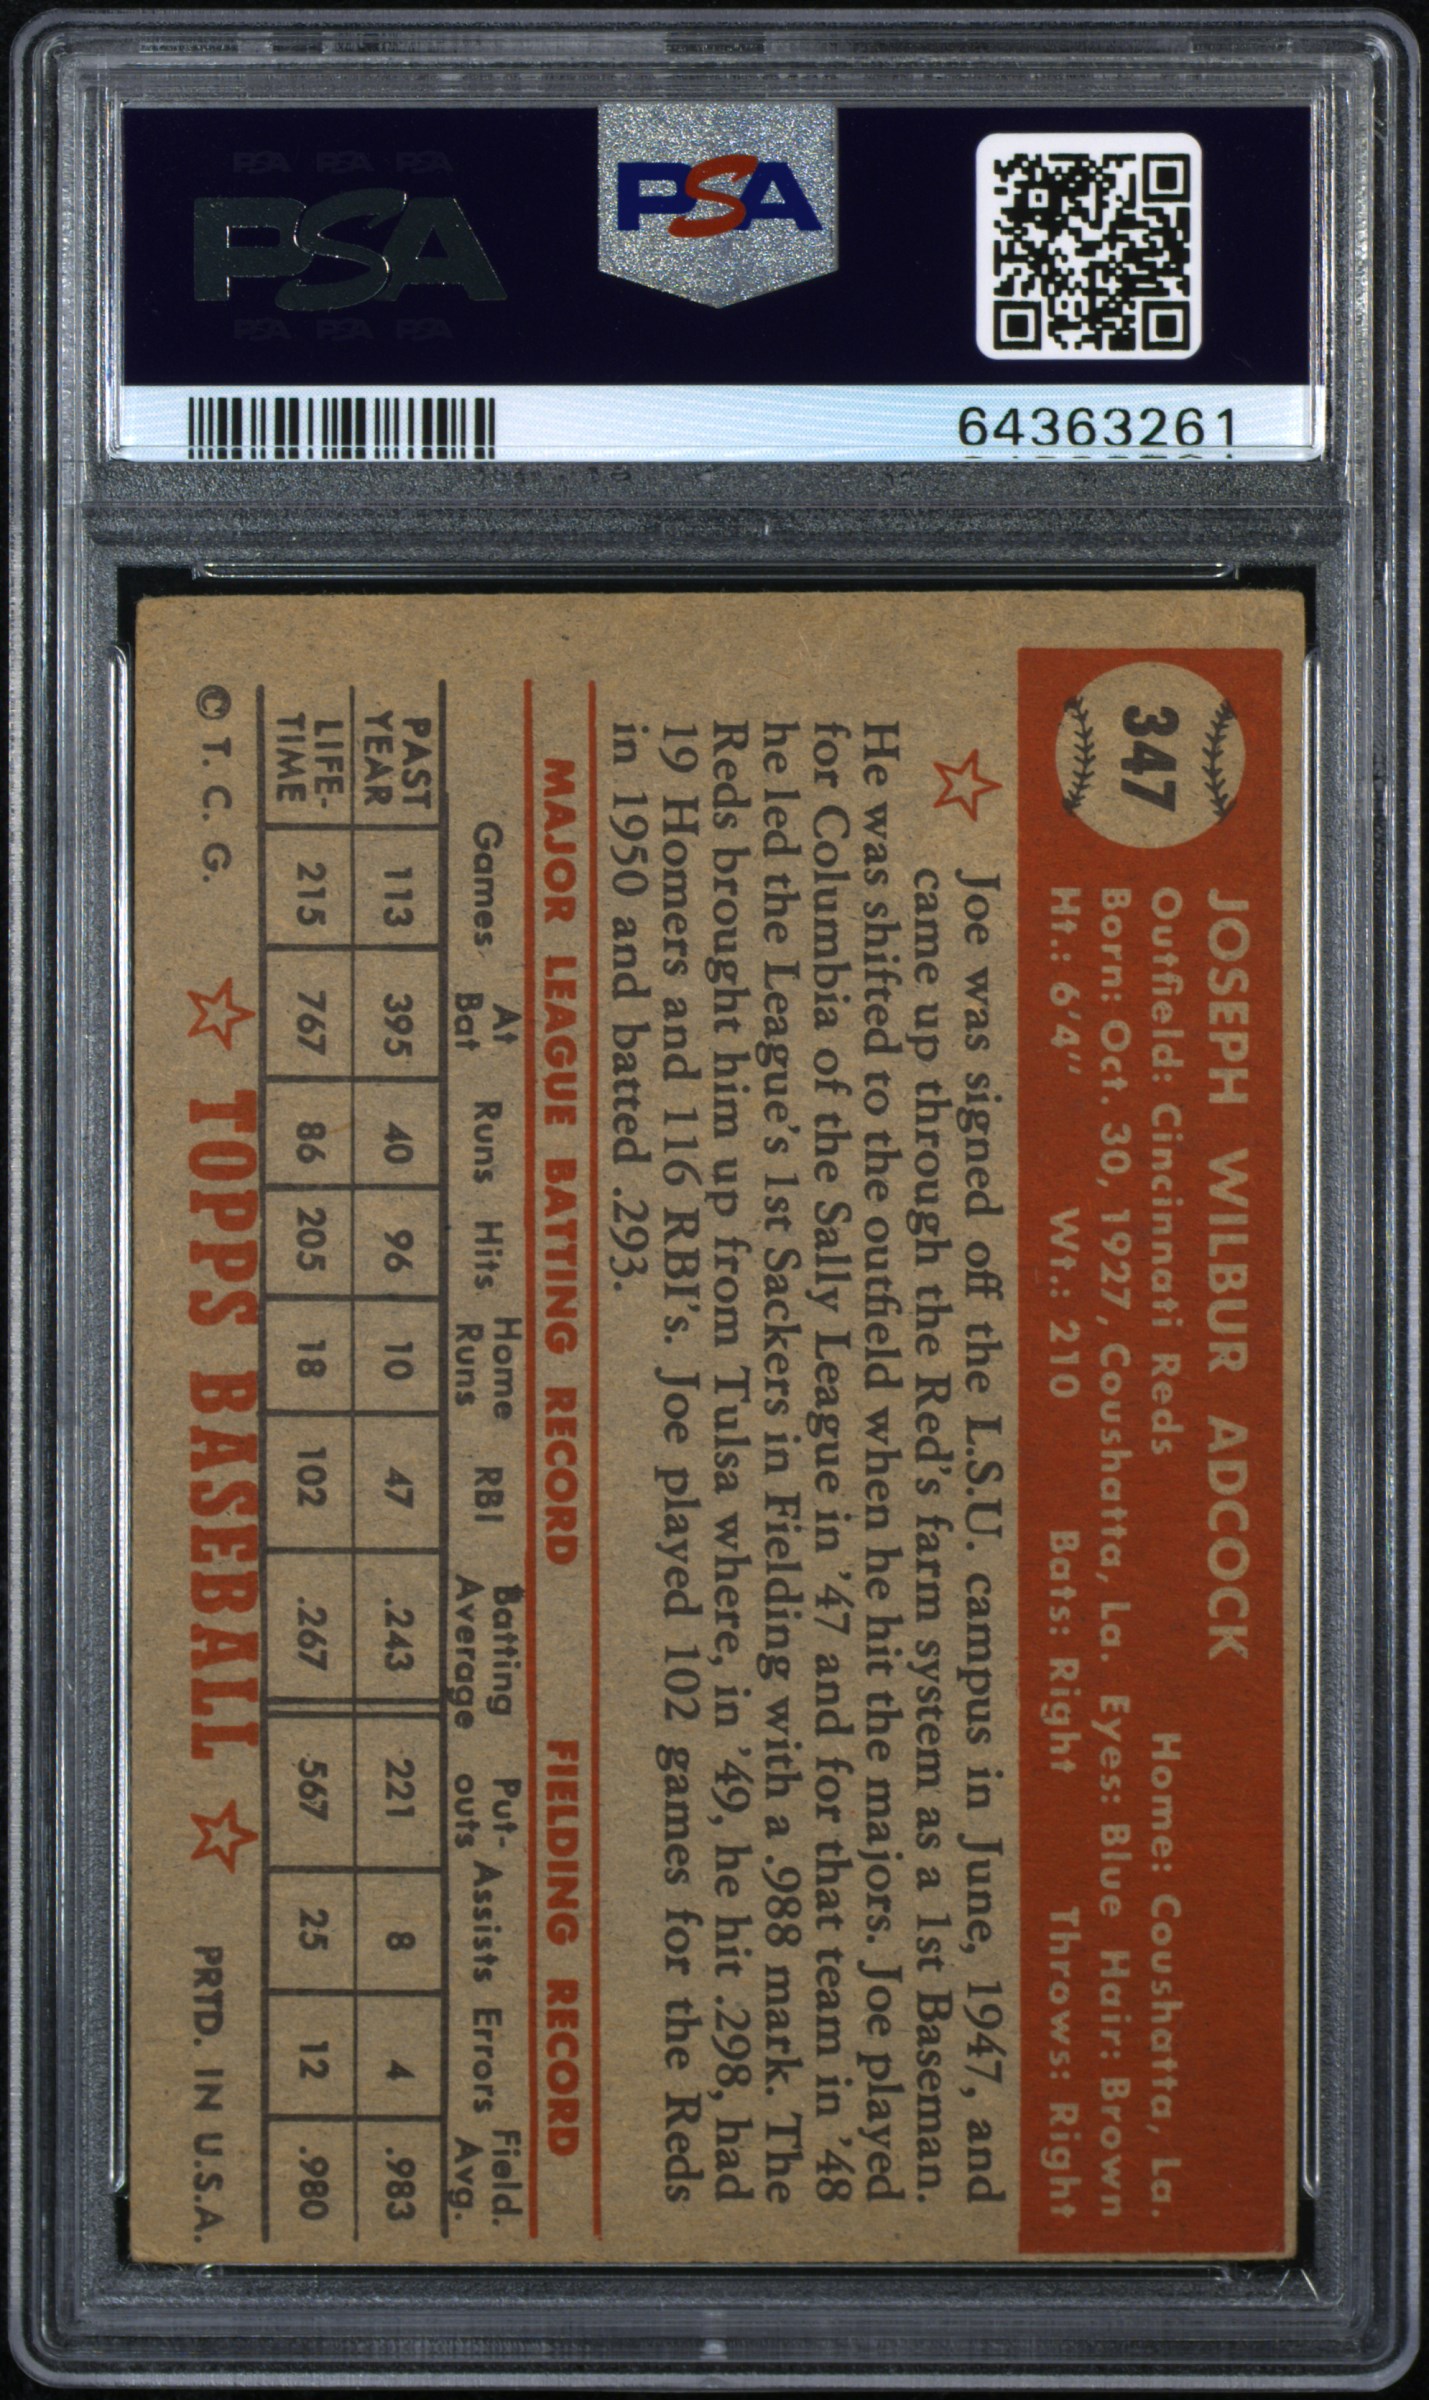 PSA PSA PSA
PSA
PSA PSA PSA
PSA
64363261
347
JOSEPH WILBUR ADCOCK
Outfield: Cincinnati Reds Home: Coushatta, La.
Born: Oct. 30, 1927, Coushatta, La. Eyes: Blue Hair: Brown
Ht.: 6'4" Wt.: 210 Bats: Right Throws: Right
Joe was signed off the L.S.U. campus in June, 1947, and
came up through the Red's farm system as a 1st Baseman.
He was shifted to the outfield when he hit the majors. Joe played
for Columbia of the Sally League in '47 and for that team in '48
he led the League's 1st Sackers in Fielding with a .988 mark. The
Reds brought him up from Tulsa where, in '49, he hit .298, had
19 Homers and 116 RBI's. Joe played 102 games for the Reds
in 1950 and batted .293.
MAJOR LEAGUE BATTING RECORD FIELDING RECORD
Games At Bat Runs Hits Home Runs RBI Batting Average Put-outs Assists Errors Field. Avg.
PAST YEAR 113 395 40 96 10 47 .243 221 8 4 .983
LIFE-TIME 215 767 86 205 18 102 .267 567 25 12 .980
© T. C. G. TOPPS BASEBALL PRTD. IN U.S.A.